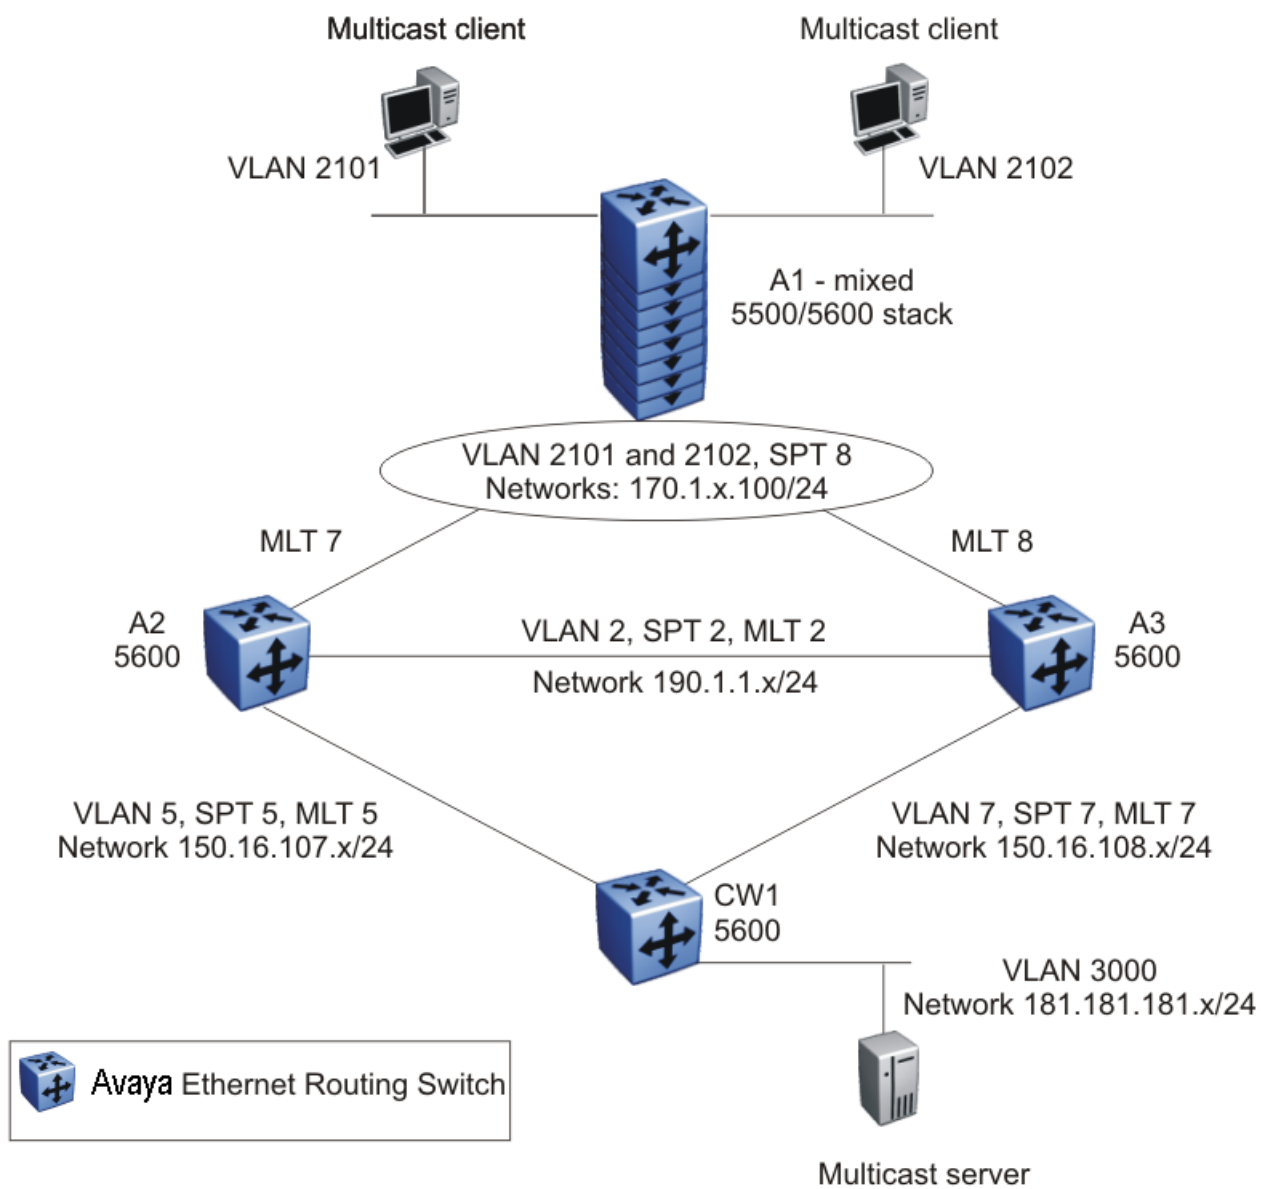 Multicast client
Multicast client
VLAN 2101
VLAN 2102
A1 - mixed
5500/5600 stack
VLAN 2101 and 2102, SPT 8
Networks: 170.1.x.100/24
MLT 7
MLT 8
A2
5600
VLAN 2, SPT 2, MLT 2
Network 190.1.1.x/24
A3
5600
VLAN 5, SPT 5, MLT 5
Network 150.16.107.x/24
VLAN 7, SPT 7, MLT 7
Network 150.16.108.x/24
CW1
5600
VLAN 3000
Network 181.181.181.x/24
Avaya Ethernet Routing Switch
Multicast server